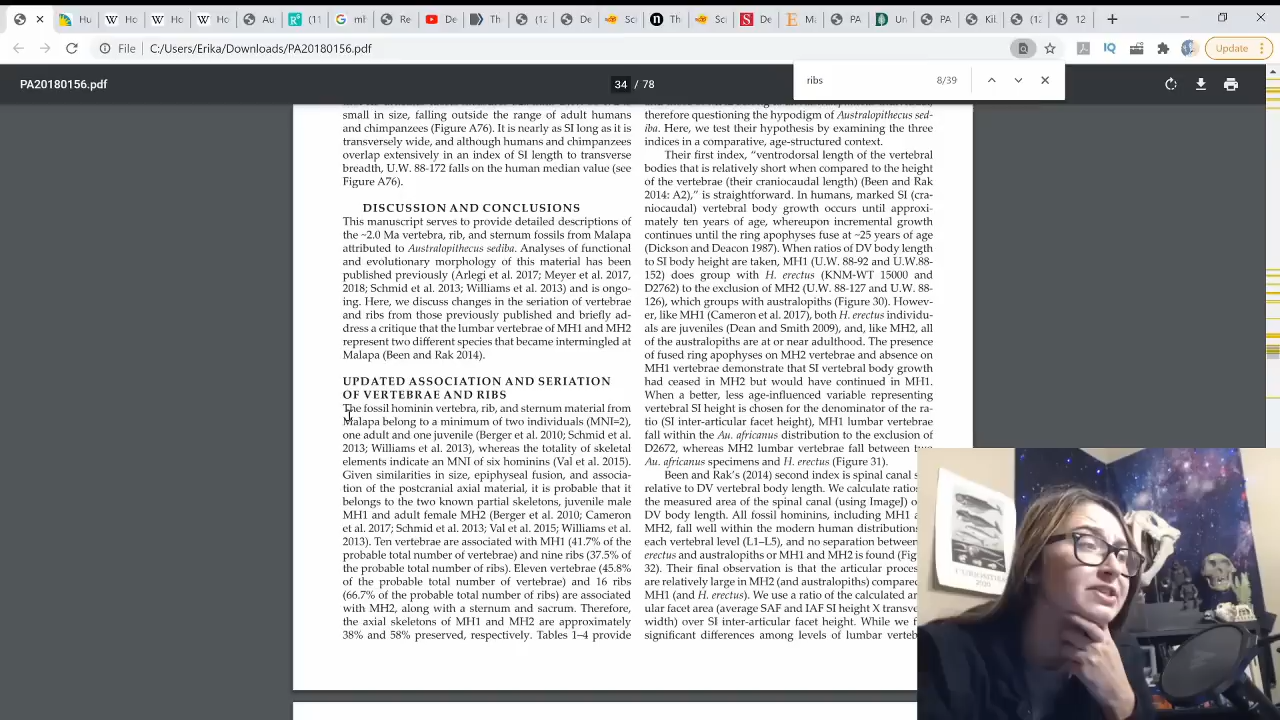 Ho
W Ho
W Ho
W Ho
Au
(11
mh
Re
De
Th
(12
De
Sci
Th
Sci
De
Ma
PA
Un
PA
Kil
(12
12
File C:/Users/Erika/Downloads/PA20180156.pdf
IQ
Update
PA20180156.pdf
34 / 78
ribs 8/39
small in size, falling outside the range of adult humans
and chimpanzees (Figure A76). It is nearly as SI long as it is
transversely wide, and although humans and chimpanzees
overlap extensively in an index of SI length to transverse
breadth, U.W. 88-172 falls on the human median value (see
Figure A76).
DISCUSSION AND CONCLUSIONS
This manuscript serves to provide detailed descriptions of
the ~2.0 Ma vertebra, rib, and sternum fossils from Malapa
attributed to Australopithecus sediba. Analyses of functional
and evolutionary morphology of this material has been
published previously (Arlegi et al. 2017; Meyer et al. 2017,
2018; Schmid et al. 2013; Williams et al. 2013) and is ongo-
ing. Here, we discuss changes in the seriation of vertebrae
and ribs from those previously published and briefly ad-
dress a critique that the lumbar vertebrae of MH1 and MH2
represent two different species that became intermingled at
Malapa (Been and Rak 2014).
UPDATED ASSOCIATION AND SERIATION
OF VERTEBRAE AND RIBS
The fossil hominin vertebra, rib, and sternum material from
Malapa belong to a minimum of two individuals (MNI=2),
one adult and one juvenile (Berger et al. 2010; Schmid et al.
2013; Williams et al. 2013), whereas the totality of skeletal
elements indicate an MNI of six hominins (Val et al. 2015).
Given similarities in size, epiphyseal fusion, and associa-
tion of the postcranial axial material, it is probable that it
belongs to the two known partial skeletons, juvenile male
MH1 and adult female MH2 (Berger et al. 2010; Cameron
et al. 2017; Schmid et al. 2013; Val et al. 2015; Williams et al.
2013). Ten vertebrae are associated with MH1 (41.7% of the
probable total number of vertebrae) and nine ribs (37.5% of
the probable total number of ribs). Eleven vertebrae (45.8%
of the probable total number of vertebrae) and 16 ribs
(66.7% of the probable total number of ribs) are associated
with MH2, along with a sternum and sacrum. Therefore,
the axial skeletons of MH1 and MH2 are approximately
38% and 58% preserved, respectively. Tables 1–4 provide
therefore questioning the hypodigm of Australopithecus sed-
iba. Here, we test their hypothesis by examining the three
indices in a comparative, age-structured context.
Their first index, “ventrodorsal length of the vertebral
bodies that is relatively short when compared to the height
of the vertebrae (their craniocaudal length) (Been and Rak
2014: A2),” is straightforward. In humans, marked SI (cra-
niocaudal) vertebral body growth occurs until approxi-
mately ten years of age, whereupon incremental growth
continues until the ring apophyses fuse at ~25 years of age
(Dickson and Deacon 1987). When ratios of DV body length
to SI body height are taken, MH1 (U.W. 88-92 and U.W.88-
152) does group with H. erectus (KNM-WT 15000 and
D2762) to the exclusion of MH2 (U.W. 88-127 and U.W. 88-
126), which groups with australopiths (Figure 30). Howev-
er, like MH1 (Cameron et al. 2017), both H. erectus individu-
als are juveniles (Dean and Smith 2009), and, like MH2, all
of the australopiths are at or near adulthood. The presence
of fused ring apophyses on MH2 vertebrae and absence on
MH1 vertebrae demonstrate that SI vertebral body growth
had ceased in MH2 but would have continued in MH1.
When a better, less age-influenced variable representing
vertebral SI height is chosen for the denominator of the ra-
tio (SI inter-articular facet height), MH1 lumbar vertebrae
fall within the Au. africanus distribution to the exclusion of
D2672, whereas MH2 lumbar vertebrae fall between two
Au. africanus specimens and H. erectus (Figure 31).
Been and Rak’s (2014) second index is spinal canal
relative to DV vertebral body length. We calculate ratios
the measured area of the spinal canal (using ImageJ)
DV body length. All fossil hominins, including MH1
MH2, fall well within the modern human distribution
each vertebral level (L1–L5), and no separation between
erectus and australopiths or MH1 and MH2 is found
32). Their final observation is that the articular
are relatively large in MH2 (and australopiths) compared
MH1 (and H. erectus). We use a ratio of the calculated
ular facet area (average SAF and IAF SI height X
width) over SI inter-articular facet height. While we
significant differences among levels of lumbar
CURIOSITIES
2020